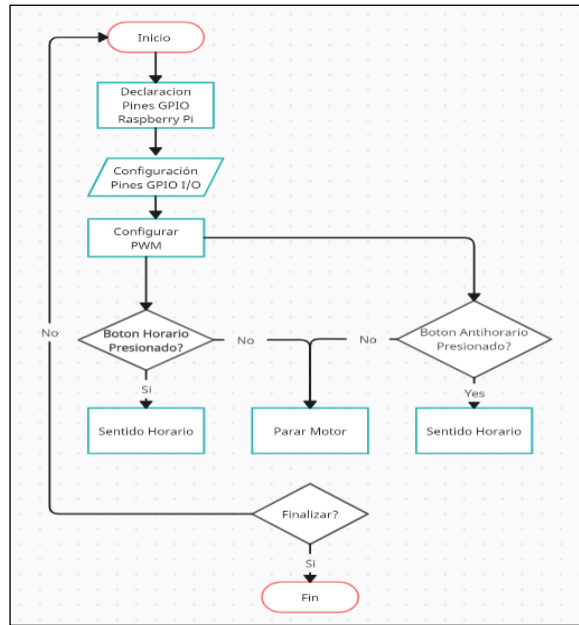 Inicio
Declaracion
Pines GPIO
Raspberry Pi
Configuración
Pines GPIO I/O
Configurar
PWM
Boton Horario
Presionado?
No
No
Boton Antihorario
Presionado?
No
Si
Yes
Sentido Horario
Parar Motor
Sentido Horario
Finalizar?
Si
Fin